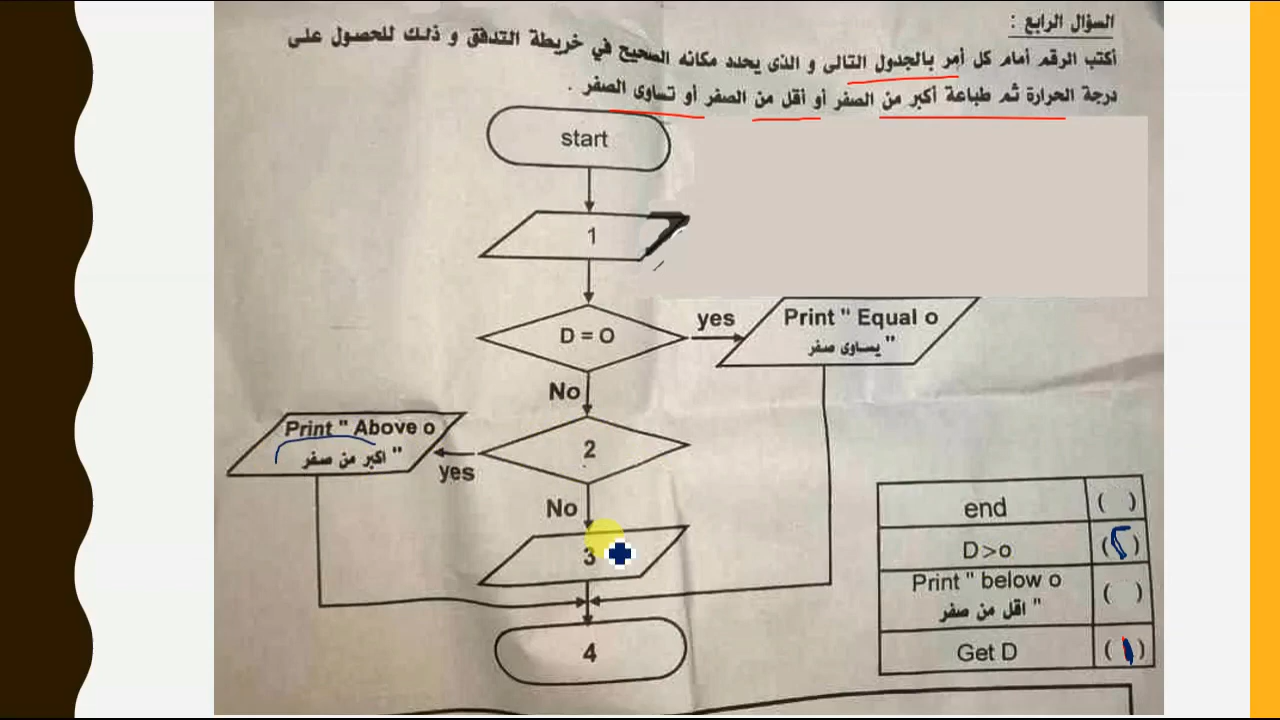 السؤال الرابع :
أكتب الرقم أمام كل أمر بالجدول التالى و الذى يحدد مكانه الصحيح في خريطة التدفق و ذلك للحصول على
درجة الحرارة ثم طباعة أكبر من الصفر أو أقل من الصفر أو تساوى الصفر .
start
1
D = O
yes
Print " Equal o
يساوى صفر "
No
2
yes
Print " Above o
اكبر من صفر "
No
3
4
end ( )
D>o (٢)
Print " below o
اقل من صفر " ( )
Get D (١)